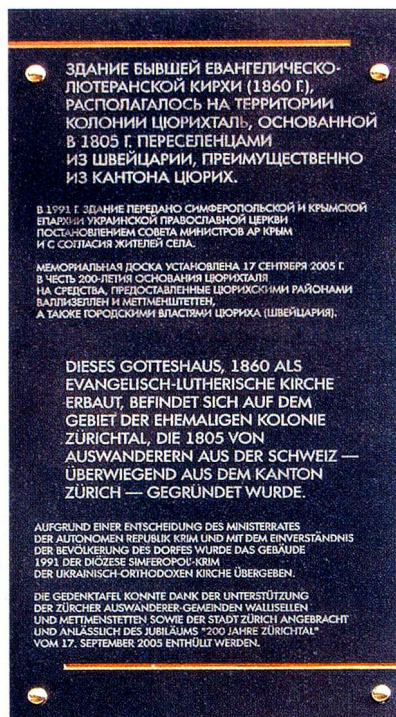 ЗДАНИЕ БЫВШЕЙ ЕВАНГЕЛИЧЕСКО-
ЛЮТЕРАНСКОЙ КИРХИ (1860 Г.),
РАСПОЛАГАЛОСЬ НА ТЕРРИТОРИИ
КОЛОНИИ ЦЮРИХТАЛЬ, ОСНОВАННОЙ
В 1805 Г. ПЕРЕСЕЛЕНЦАМИ
ИЗ ШВЕЙЦАРИИ, ПРЕИМУЩЕСТВЕННО
ИЗ КАНТОНА ЦЮРИХ.
В 1991 Г. ЗДАНИЕ ПЕРЕДАНО СИМФЕРОПОЛЬСКОЙ И КРЫМСКОЙ
ЕПАРХИИ УКРАИНСКОЙ ПРАВОСЛАВНОЙ ЦЕРКВИ
ПОСТАНОВЛЕНИЕМ СОВЕТА МИНИСТРОВ АР КРЫМ
И С СОГЛАСИЯ ЖИТЕЛЕЙ СЕЛА.
МЕМОРИАЛЬНАЯ ДОСКА УСТАНОВЛЕНА 17 СЕНТЯБРЯ 2005 Г.
В ЧЕСТЬ 200-ЛЕТИЯ ОСНОВАНИЯ ЦЮРИХТАЛЯ
НА СРЕДСТВА, ПРЕДОСТАВЛЕННЫЕ ЦЮРИХСКИМИ РАЙОНАМИ
ВАЛЛИЗЕЛЛЕН И МЕТТМЕНШТЕТТЕН,
А ТАКЖЕ ГОРОДСКИМИ ВЛАСТЯМИ ЦЮРИХА (ШВЕЙЦАРИЯ).
DIESES GOTTESHAUS, 1860 ALS
EVANGELISCH-LUTHERISCHE KIRCHE
ERBAUT, BEFINDET SICH AUF DEM
GEBIET DER EHEMALIGEN KOLONIE
ZÜRICHTAL, DIE 1805 VON
AUSWANDERERN AUS DER SCHWEIZ —
ÜBERWIEGEND AUS DEM KANTON
ZÜRICH — GEGRÜNDET WURDE.
AUFGRUND EINER ENTSCHEIDUNG DES MINISTERRATES
DER AUTONOMEN REPUBLIK KRIM UND MIT DEM EINVERSTÄNDNIS
DER BEVÖLKERUNG DES DORFES WURDE DAS GEBÄUDE
1991 DER DIÖZESE SIMFEROPOL'-KRIM
DER UKRAINISCH-ORTHODOXEN KIRCHE ÜBERGEBEN.
DIE GEDENKTAFEL KONNTE DANK DER UNTERSTÜTZUNG
DER ZÜRCHER AUSWANDERER-GEMEINDEN WALLISELLEN
UND METTMENSTETTEN SOWIE DER STADT ZÜRICH ANGEBRACHT
UND ANLÄSSLICH DES JUBILÄUMS "200 JAHRE ZÜRICHTAL"
VOM 17. SEPTEMBER 2005 ENTHÜLLT WERDEN.